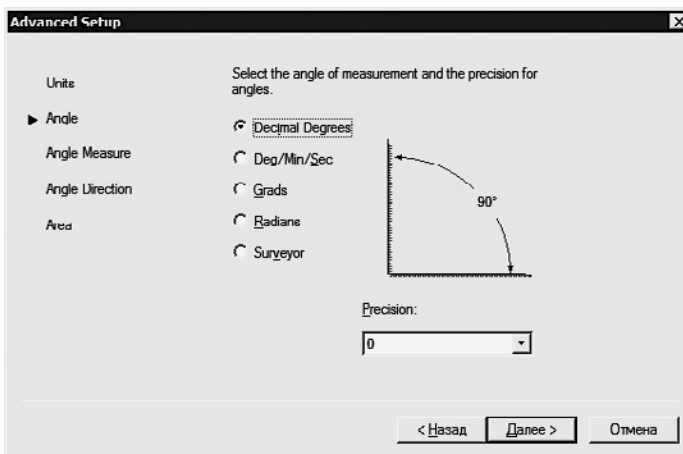 Advanced Setup
Units
Angle
Angle Measure
Angle Direction
Area
Select the angle of measurement and the precision for
angles.
Decimal Degrees
Deg/Min/Sec
Grads
Radians
Surveyor
90°
Precision:
0
< Назад
Далее >
Отмена